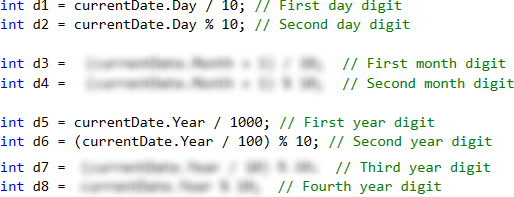 int d1 = currentDate.Day / 10; // First day digit
int d2 = currentDate.Day % 10; // Second day digit
int d3 = // First month digit
int d4 = // Second month digit
int d5 = currentDate.Year / 1000; // First year digit
int d6 = (currentDate.Year / 100) % 10; // Second year digit
int d7 = // Third year digit
int d8 = // Fourth year digit